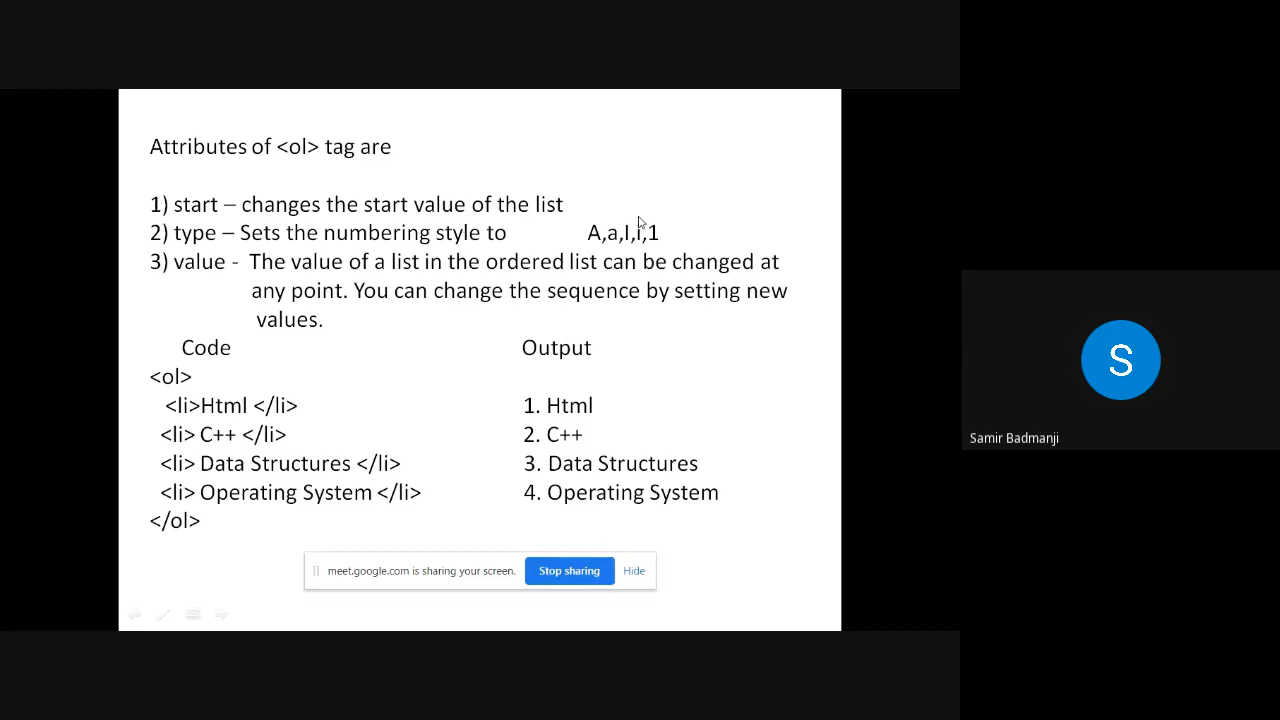 Attributes of <ol> tag are
1) start – changes the start value of the list
2) type – Sets the numbering style to A,a,I,i,1
3) value - The value of a list in the ordered list can be changed at
any point. You can change the sequence by setting new
values.
Code Output
<ol>
<li>Html </li> 1. Html
<li> C++ </li> 2. C++
<li> Data Structures </li> 3. Data Structures
<li> Operating System </li> 4. Operating System
</ol>
meet.google.com is sharing your screen. Stop sharing Hide
S
Samir Badmanji